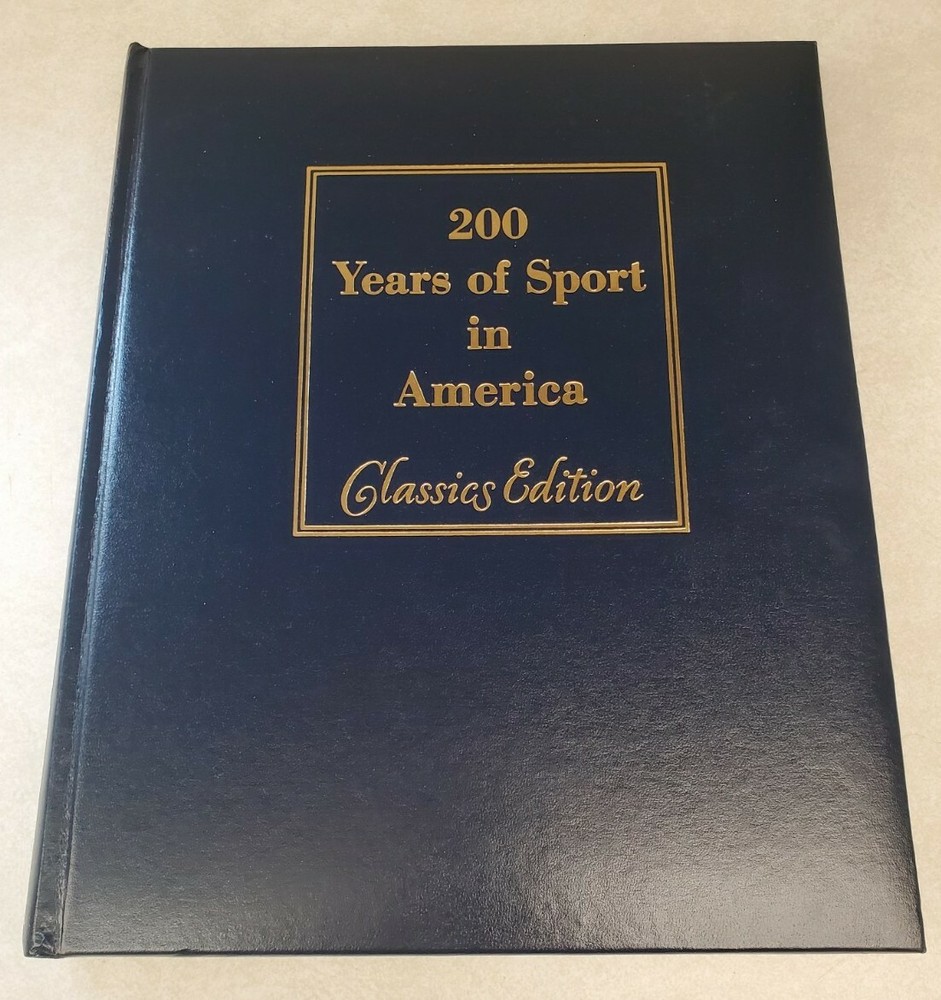 200
Years of Sport
in
America
Classics Edition